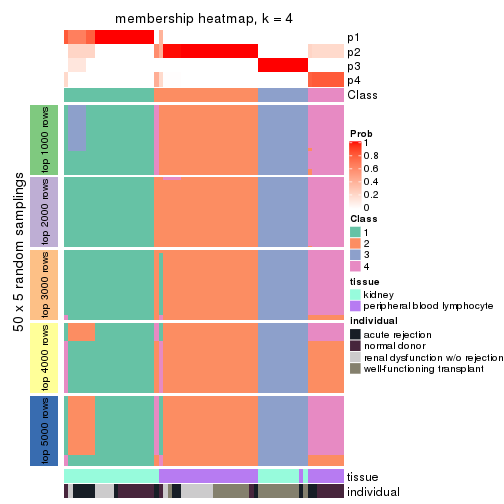 membership heatmap, k = 4
p1
p2
p3
p4
Class
50 x 5 random samplings
top 1000 rows
top 2000 rows
top 3000 rows
top 4000 rows
top 5000 rows
Prob
1
0.8
0.6
0.4
0.2
0
Class
1
2
3
4
tissue
kidney
peripheral blood lymphocyte
individual
acute rejection
normal donor
renal dysfunction w/o rejection
well-functioning transplant
tissue
individual